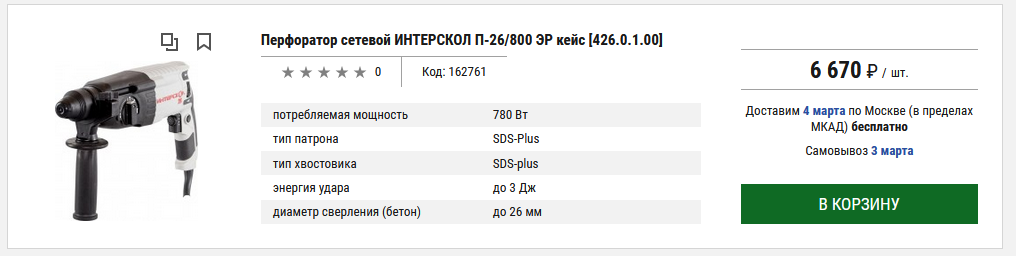 Перфоратор сетевой ИНТЕРСКОЛ П-26/800 ЭР кейс [426.0.1.00]
0
Код: 162761
потребляемая мощность 780 Вт
тип патрона SDS-Plus
тип хвостовика SDS-plus
энергия удара до 3 Дж
диаметр сверления (бетон) до 26 мм
6 670 ₽ / шт.
Доставим 4 марта по Москве (в пределах
МКАД) бесплатно
Самовывоз 3 марта
В КОРЗИНУ
ИНТЕРСКОЛ